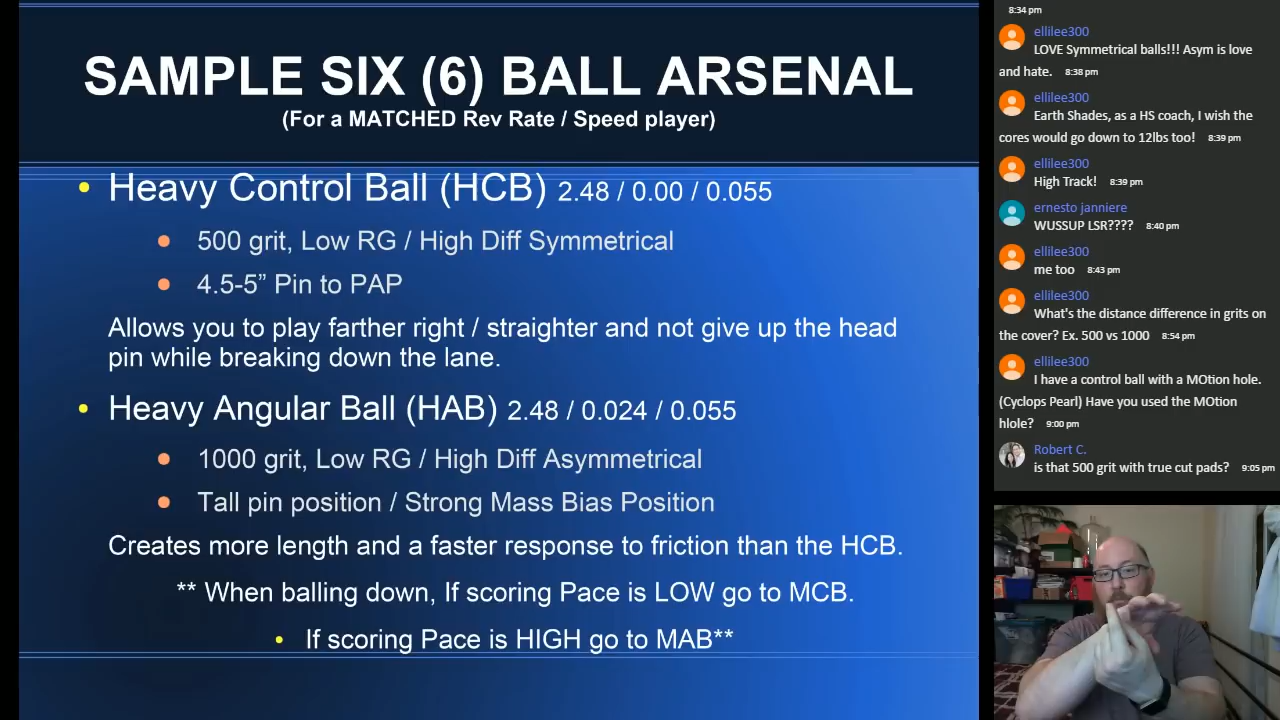 SAMPLE SIX (6) BALL ARSENAL
(For a MATCHED Rev Rate / Speed player)
• Heavy Control Ball (HCB) 2.48 / 0.00 / 0.055
• 500 grit, Low RG / High Diff Symmetrical
• 4.5-5” Pin to PAP
Allows you to play farther right / straighter and not give up the head
pin while breaking down the lane.
• Heavy Angular Ball (HAB) 2.48 / 0.024 / 0.055
• 1000 grit, Low RG / High Diff Asymmetrical
• Tall pin position / Strong Mass Bias Position
Creates more length and a faster response to friction than the HCB.
** When balling down, If scoring Pace is LOW go to MCB.
• If scoring Pace is HIGH go to MAB**
8:34 pm
ellilee300
LOVE Symmetrical balls!!! Asym is love
and hate. 8:38 pm
ellilee300
Earth Shades, as a HS coach, I wish the
cores would go down to 12lbs too! 8:39 pm
ellilee300
High Track! 8:39 pm
ernesto janniere
WUSSUP LSR???? 8:40 pm
ellilee300
me too 8:43 pm
ellilee300
What's the distance difference in grits on
the cover? Ex. 500 vs 1000 8:54 pm
ellilee300
I have a control ball with a MOtion hole.
(Cyclops Pearl) Have you used the MOtion
hlole? 9:00 pm
Robert C.
is that 500 grit with true cut pads? 9:05 pm